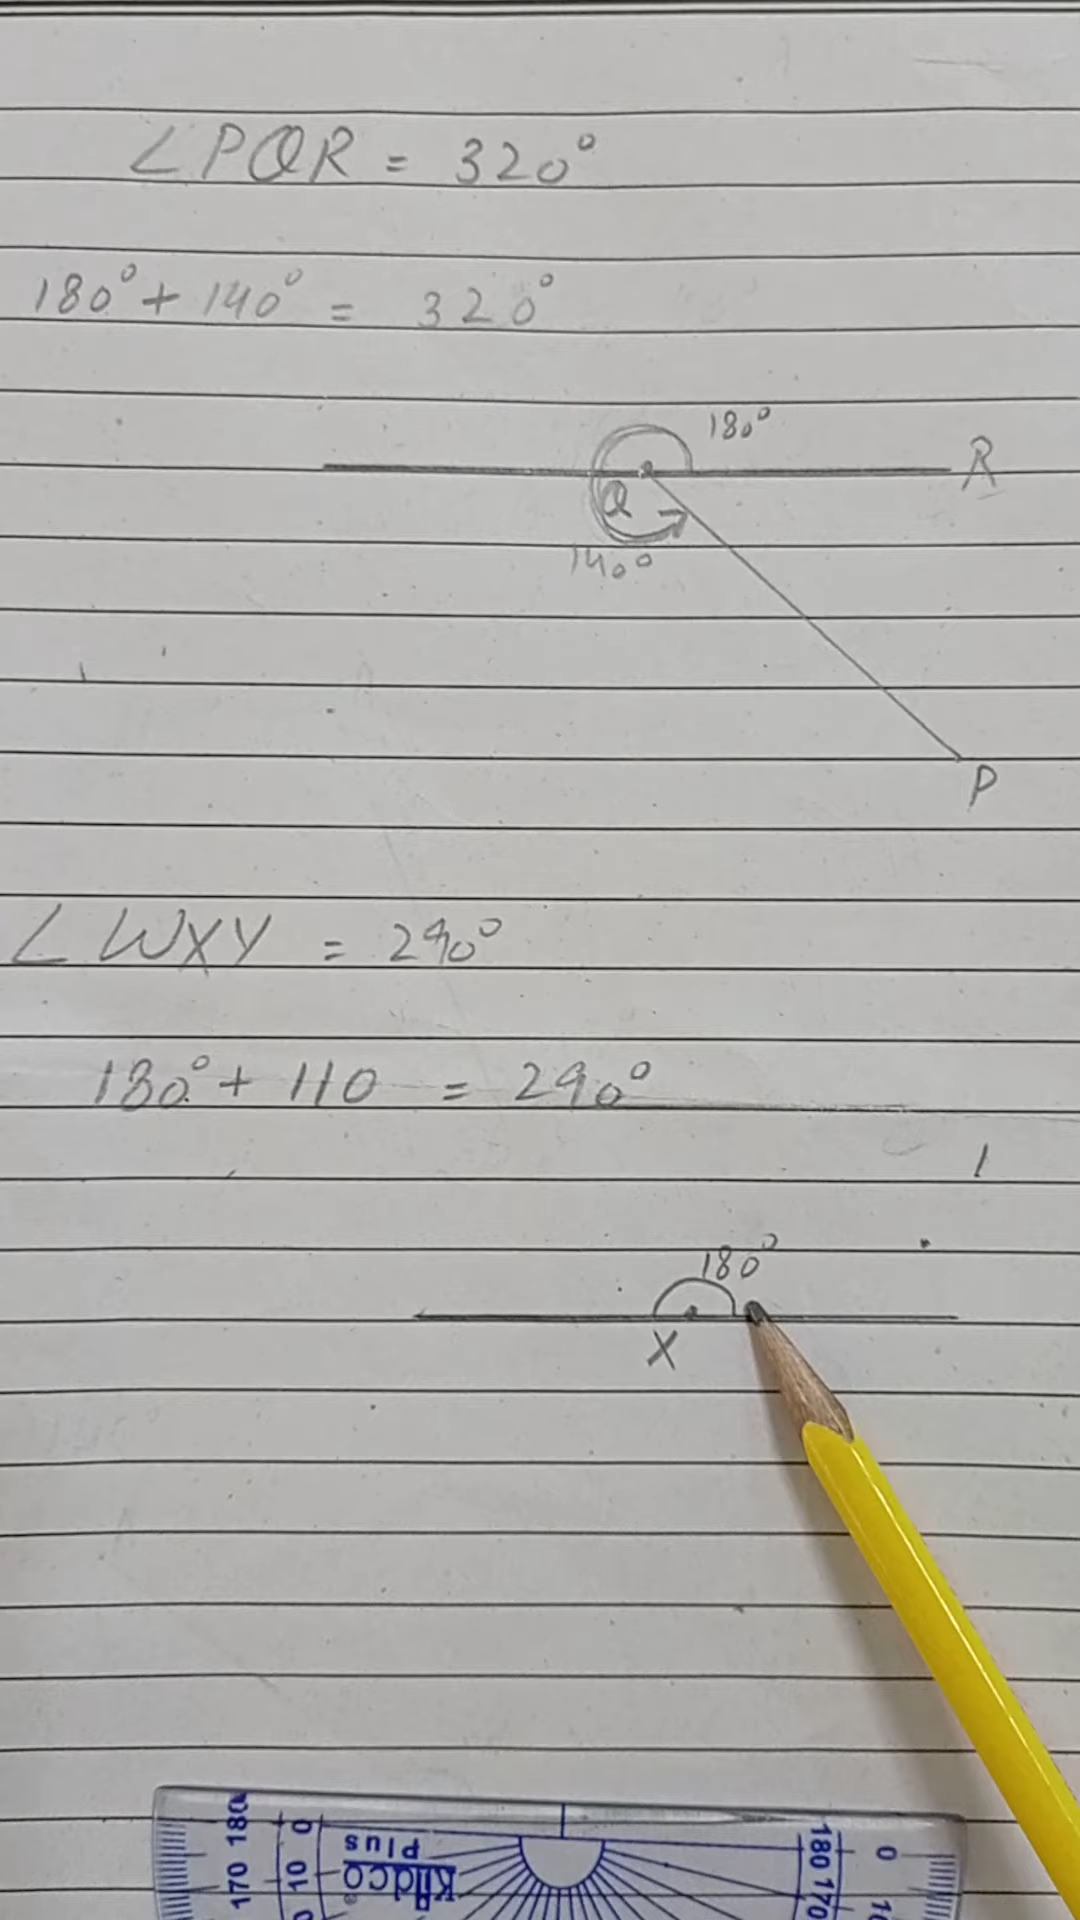 ∠PQR = 320°
180° + 140° = 320°
180°
R
Q
140°
P
∠WXY = 290°
180° + 110 = 290°
180°
X
180 0 Plus 180 0
170 10 Kidco 170